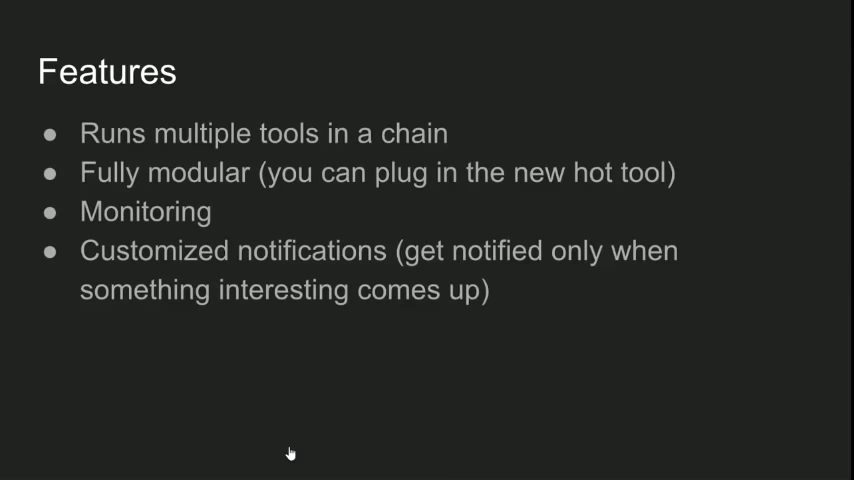 Features
● Runs multiple tools in a chain
● Fully modular (you can plug in the new hot tool)
● Monitoring
● Customized notifications (get notified only when
something interesting comes up)